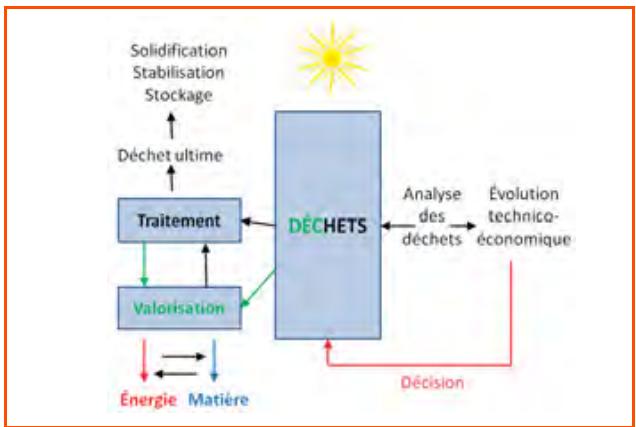 Solidification
Stabilisation
Stockage
Déchet ultime
Traitement
DÉCHETS
Analyse
des
déchets
Évolution
technico-
économique
Valorisation
Décision
Énergie
Matière